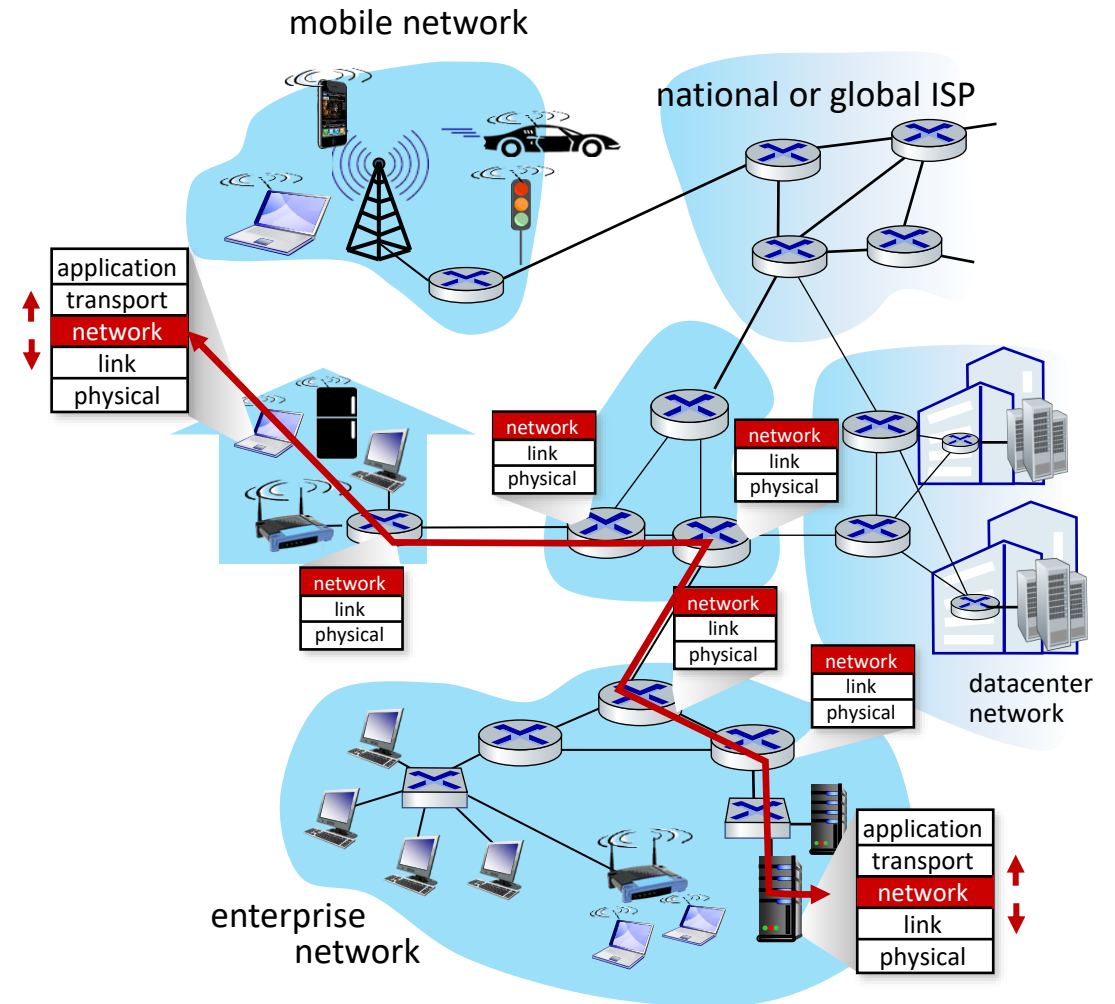 mobile network
national or global ISP
application
transport
network
link
physical
network
link
physical
network
link
physical
network
link
physical
network
link
physical
network
link
physical
datacenter
network
application
transport
network
link
physical
enterprise
network